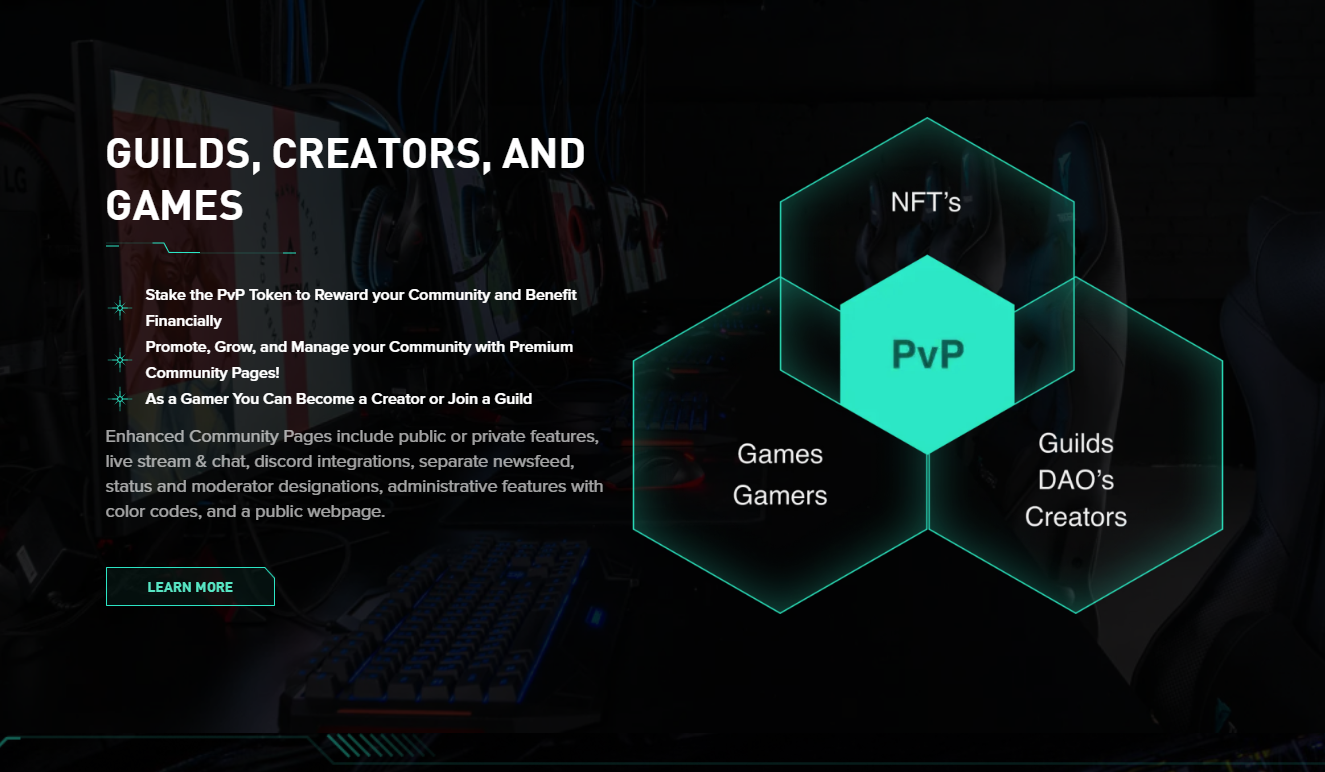 GUILDS, CREATORS, AND
GAMES
Stake the PvP Token to Reward your Community and Benefit
Financially
Promote, Grow, and Manage your Community with Premium
Community Pages!
As a Gamer You Can Become a Creator or Join a Guild
Enhanced Community Pages include public or private features,
live stream & chat, discord integrations, separate newsfeed,
status and moderator designations, administrative features with
color codes, and a public webpage.
LEARN MORE
NFT’s
PvP
Games
Gamers
Guilds
DAO’s
Creators
LG